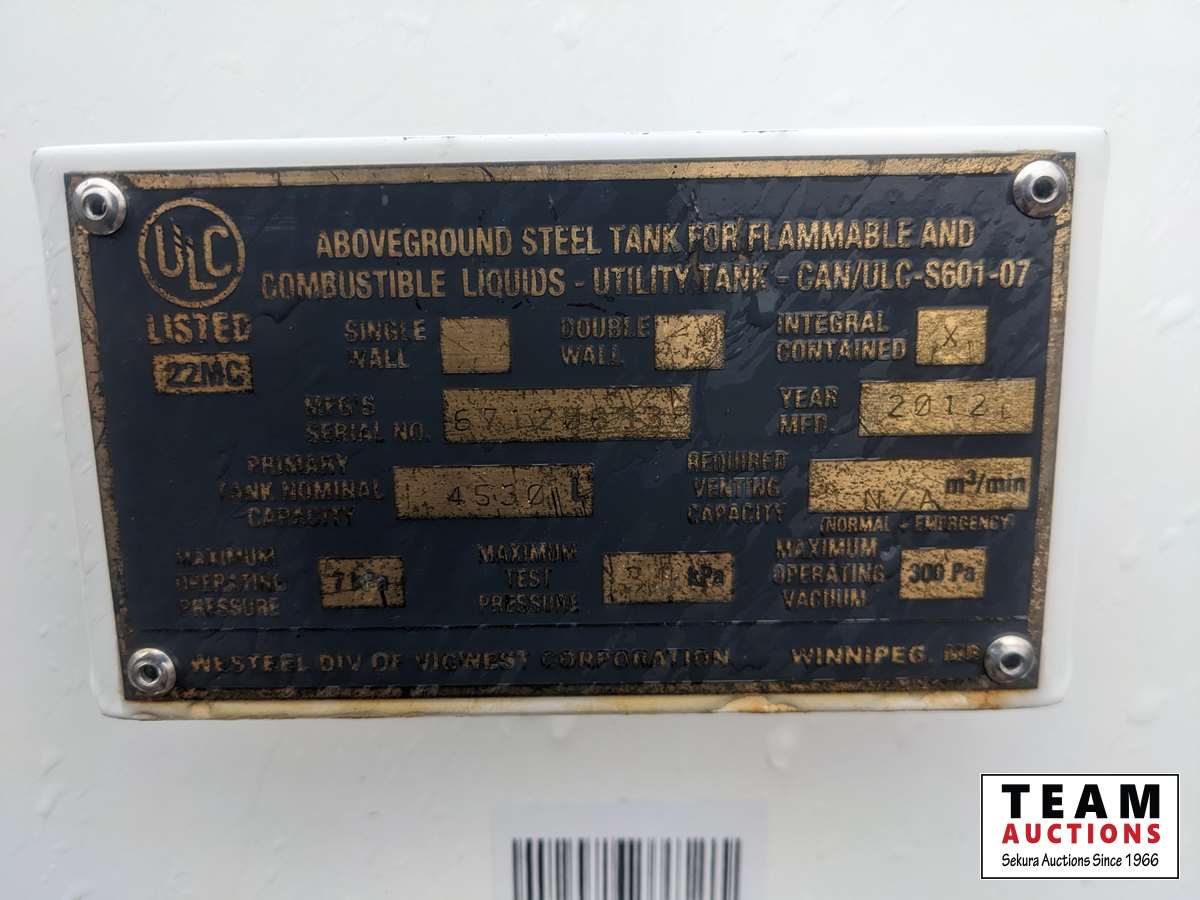 ULC
LISTED
22MC
ABOVEGROUND STEEL TANK FOR FLAMMABLE AND
COMBUSTIBLE LIQUIDS - UTILITY TANK - CAN/ULC-S601-07
SINGLE WALL
DOUBLE WALL
INTEGRAL CONTAINED X
MFG'S SERIAL NO.
YEAR MFD. 2012
PRIMARY TANK NOMINAL CAPACITY 4530 L
REQUIRED VENTING CAPACITY N/A m³/min
(NORMAL - EMERGENCY)
MAXIMUM OPERATING PRESSURE 7 kPa
MAXIMUM TEST PRESSURE kPa
MAXIMUM OPERATING VACUUM 300 Pa
WESTEEL DIV OF VICWEST CORPORATION WINNIPEG, MB
TEAM
AUCTIONS
Sekura Auctions Since 1966